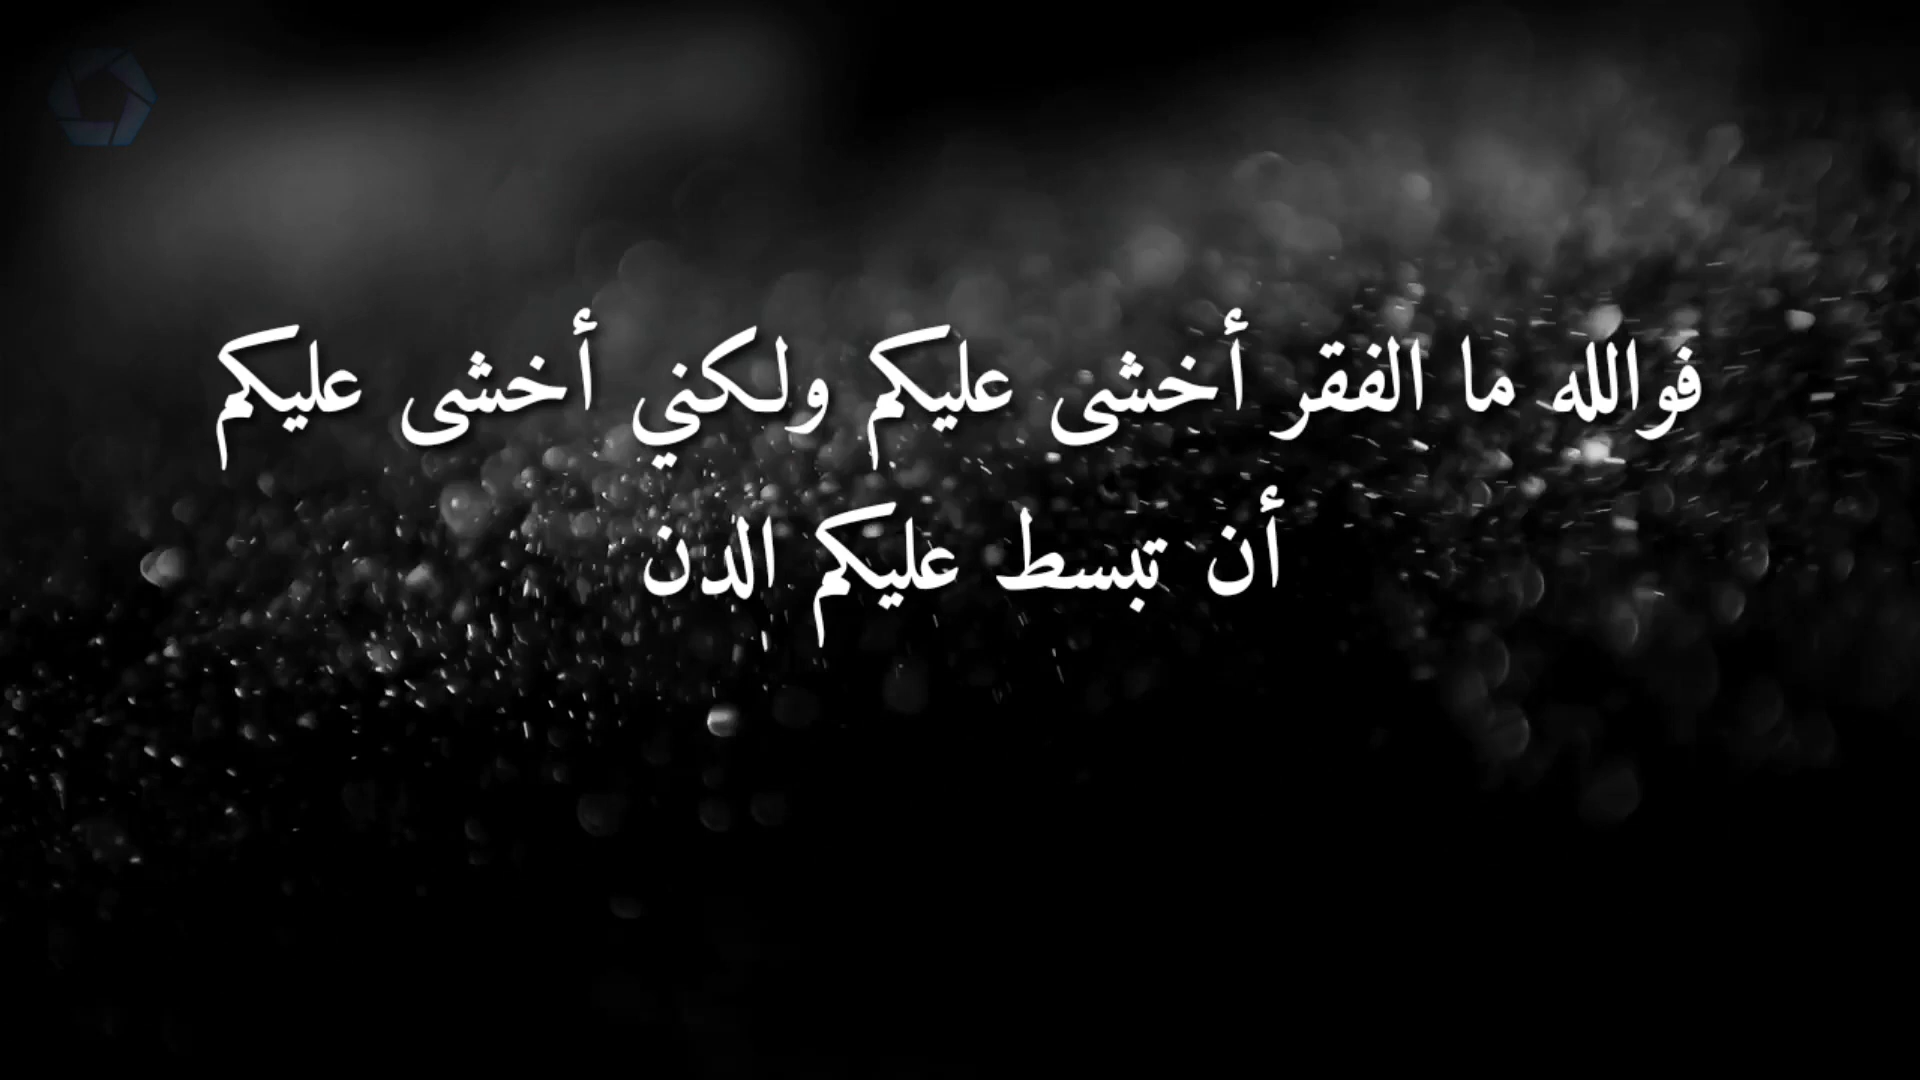 فوالله ما الفقر أخشى عليكم ولكني أخشى عليكم
أن تبسط عليكم الدن